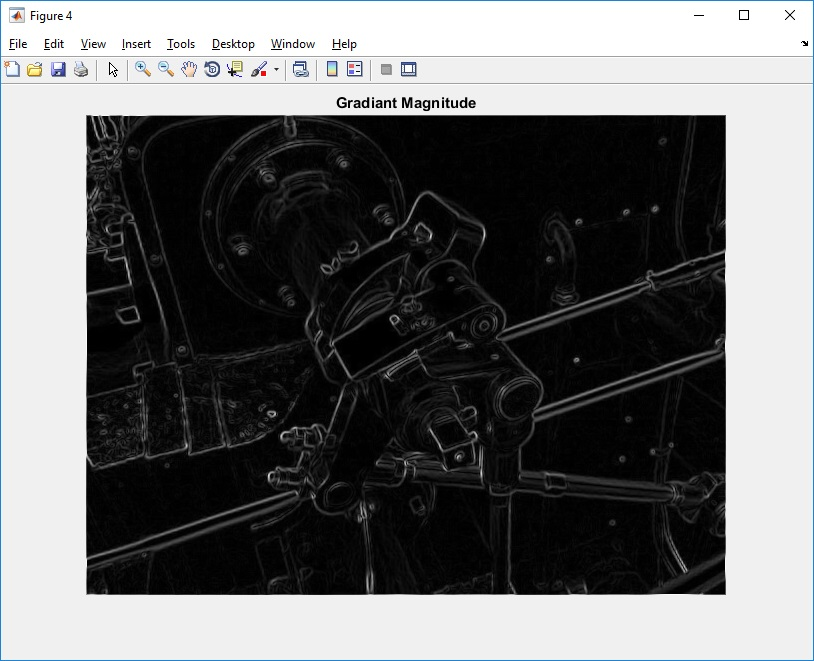 Figure 4
File Edit View Insert Tools Desktop Window Help
Gradiant Magnitude